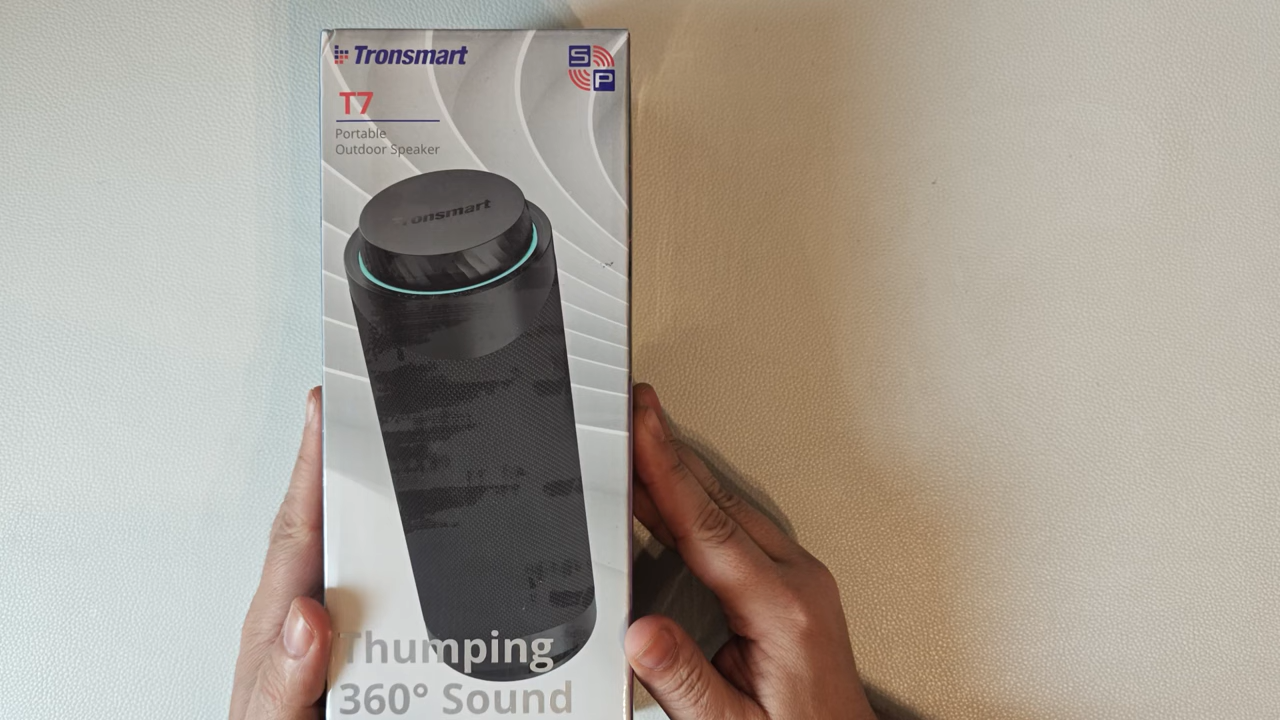 Tronsmart
S
P
T7
Portable
Outdoor Speaker
Tronsmart
Thumping
360° Sound